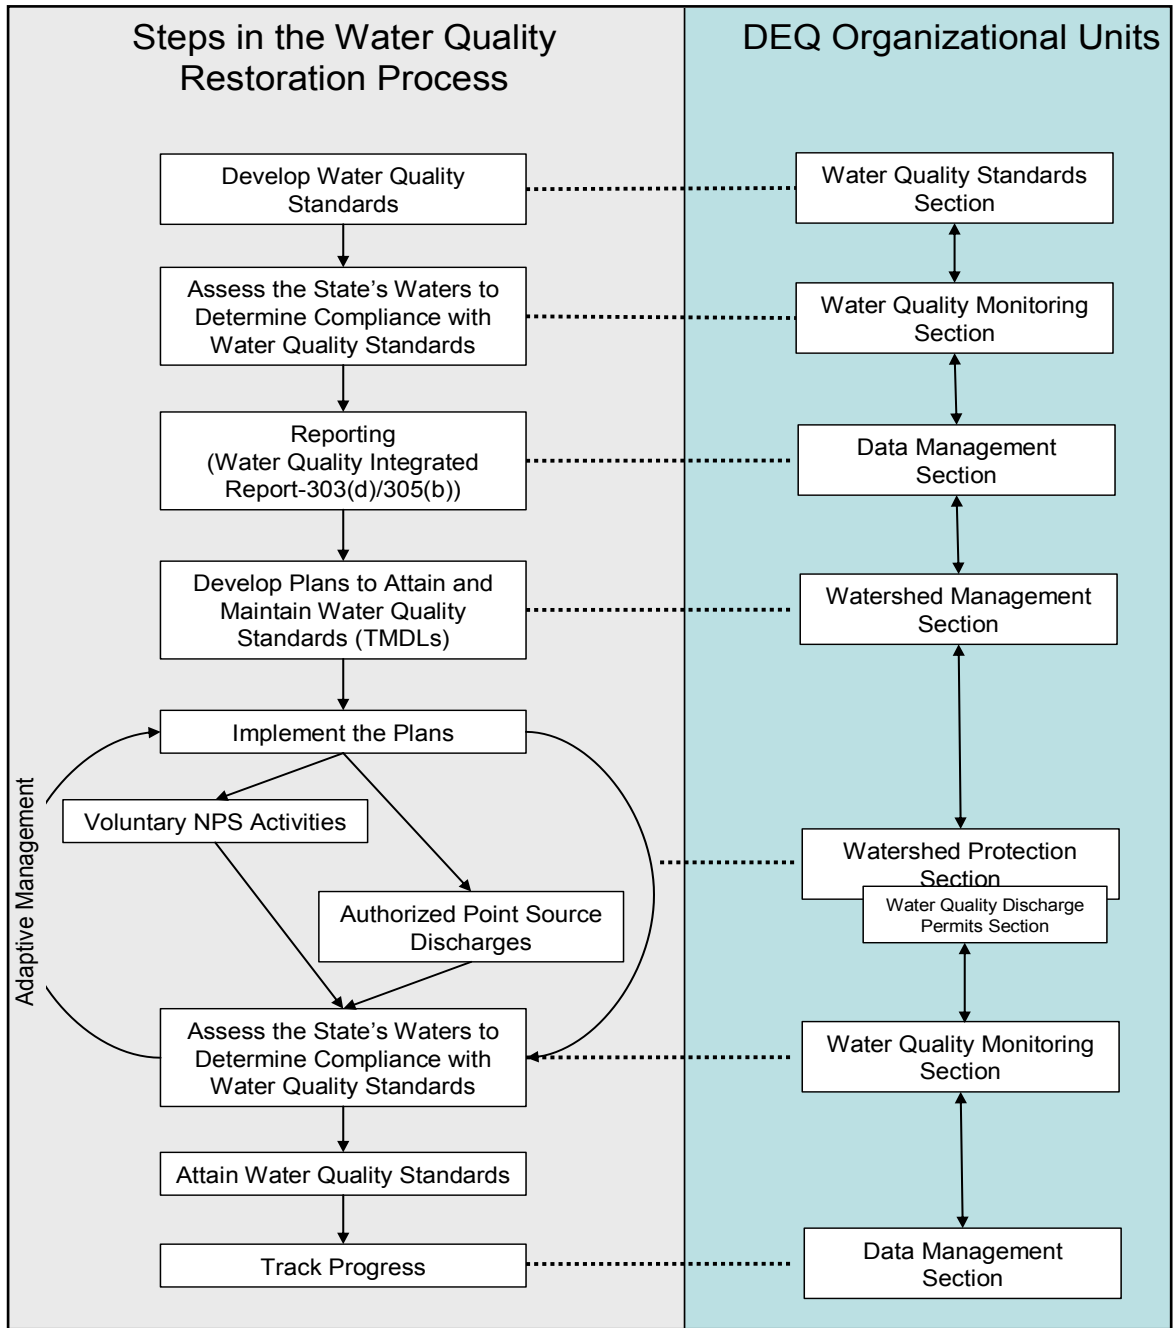 Steps in the Water Quality
Restoration Process
DEQ Organizational Units
Develop Water Quality
Standards
Water Quality Standards
Section
Assess the State’s Waters to
Determine Compliance with
Water Quality Standards
Water Quality Monitoring
Section
Reporting
(Water Quality Integrated
Report-303(d)/305(b))
Data Management
Section
Develop Plans to Attain and
Maintain Water Quality
Standards (TMDLs)
Watershed Management
Section
Implement the Plans
Adaptive Management
Voluntary NPS Activities
Authorized Point Source
Discharges
Watershed Protection
Section
Water Quality Discharge
Permits Section
Assess the State’s Waters to
Determine Compliance with
Water Quality Standards
Water Quality Monitoring
Section
Attain Water Quality Standards
Track Progress
Data Management
Section